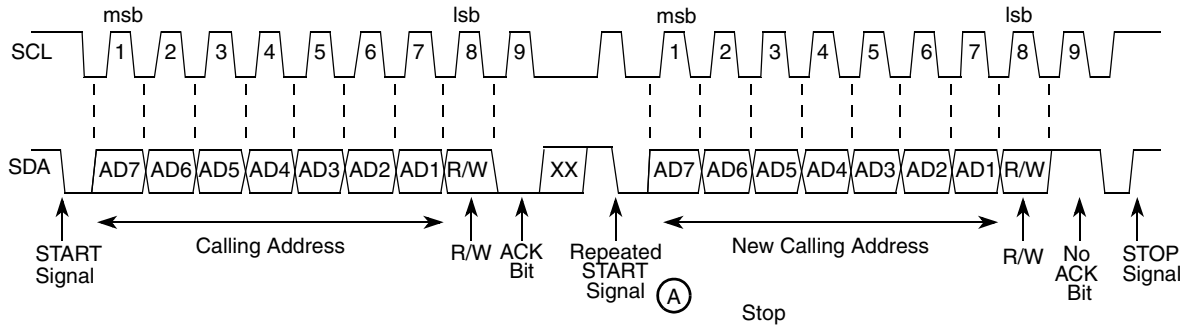 msb lsb msb lsb
SCL 1 2 3 4 5 6 7 8 9 1 2 3 4 5 6 7 8 9
SDA AD7 AD6 AD5 AD4 AD3 AD2 AD1 R/W XX AD7 AD6 AD5 AD4 AD3 AD2 AD1 R/W
START
Signal
Calling Address
R/W
ACK
Bit
Repeated
START
Signal
A
New Calling Address
R/W
No
ACK
Bit
STOP
Signal
Stop